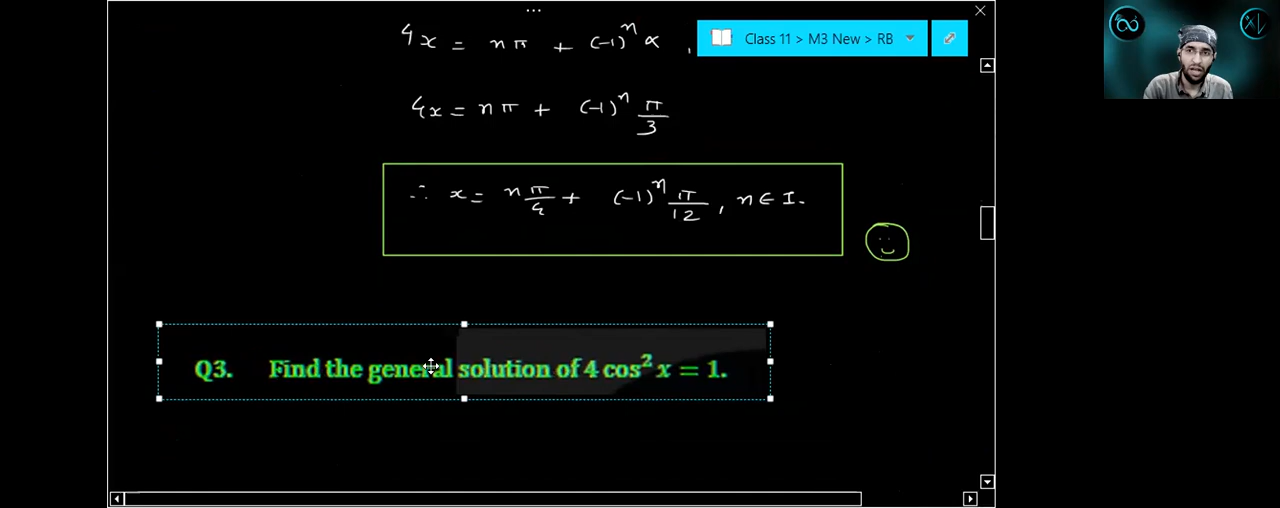 4x = nπ + (-1)^n α ,
Class 11 > M3 New > RB
4x = nπ + (-1)^n π/3
∴ x = nπ/4 + (-1)^n π/12 , n ∈ I.
Q3. Find the general solution of 4 cos² x = 1.